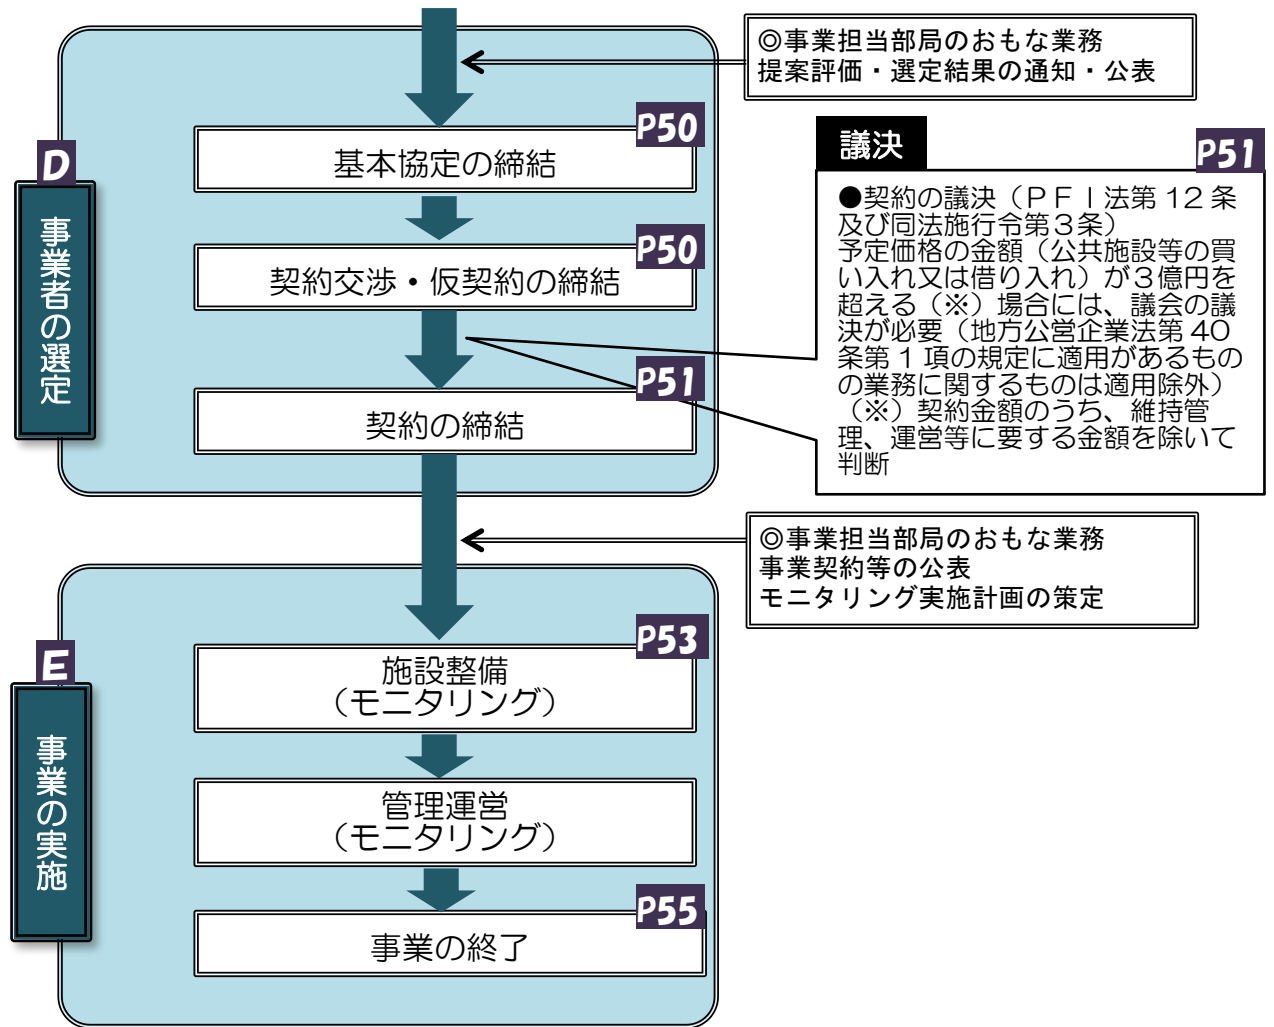 ◎事業担当部局のおもな業務
提案評価・選定結果の通知・公表
D
事業者の選定
P50
基本協定の締結
P50
契約交渉・仮契約の締結
議決
P51
●契約の議決（ＰＦＩ法第 12 条
及び同法施行令第３条）
予定価格の金額（公共施設等の買
い入れ又は借り入れ）が３億円を
超える（※）場合には、議会の議
決が必要（地方公営企業法第 40
条第 1 項の規定に適用があるもの
の業務に関するものは適用除外）
（※）契約金額のうち、維持管
理、運営等に要する金額を除いて
判断
P51
契約の締結
◎事業担当部局のおもな業務
事業契約等の公表
モニタリング実施計画の策定
E
事業の実施
P53
施設整備
（モニタリング）
管理運営
（モニタリング）
P55
事業の終了